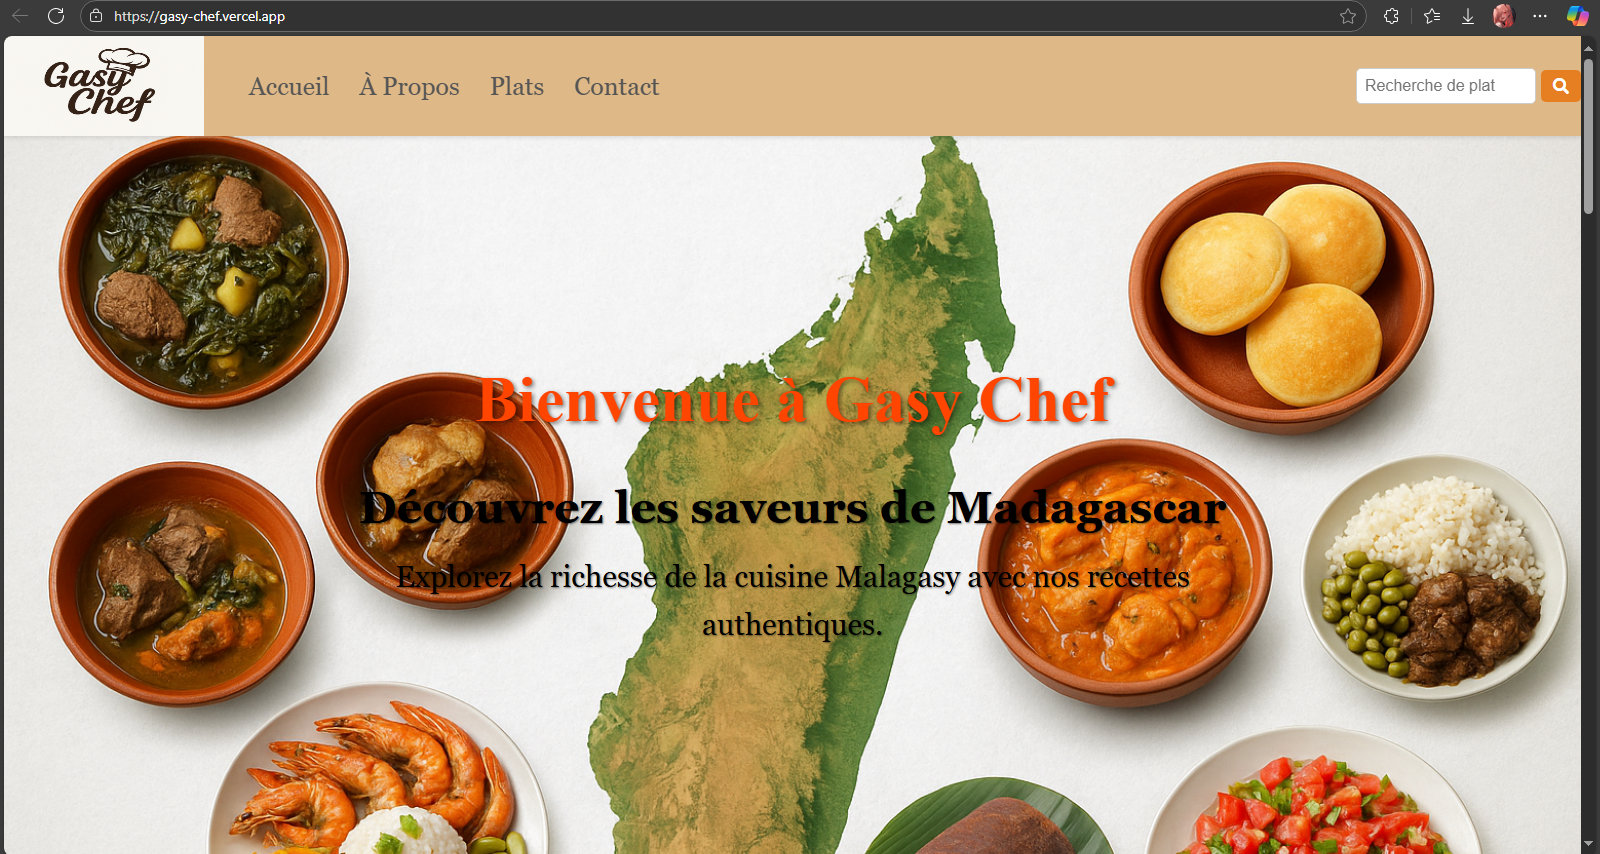 https://gasy-chef.vercel.app
Gasy Chef
Accueil À Propos Plats Contact
Recherche de plat
Bienvenue à Gasy Chef
Découvrez les saveurs de Madagascar
Explorez la richesse de la cuisine Malagasy avec nos recettes
authentiques.